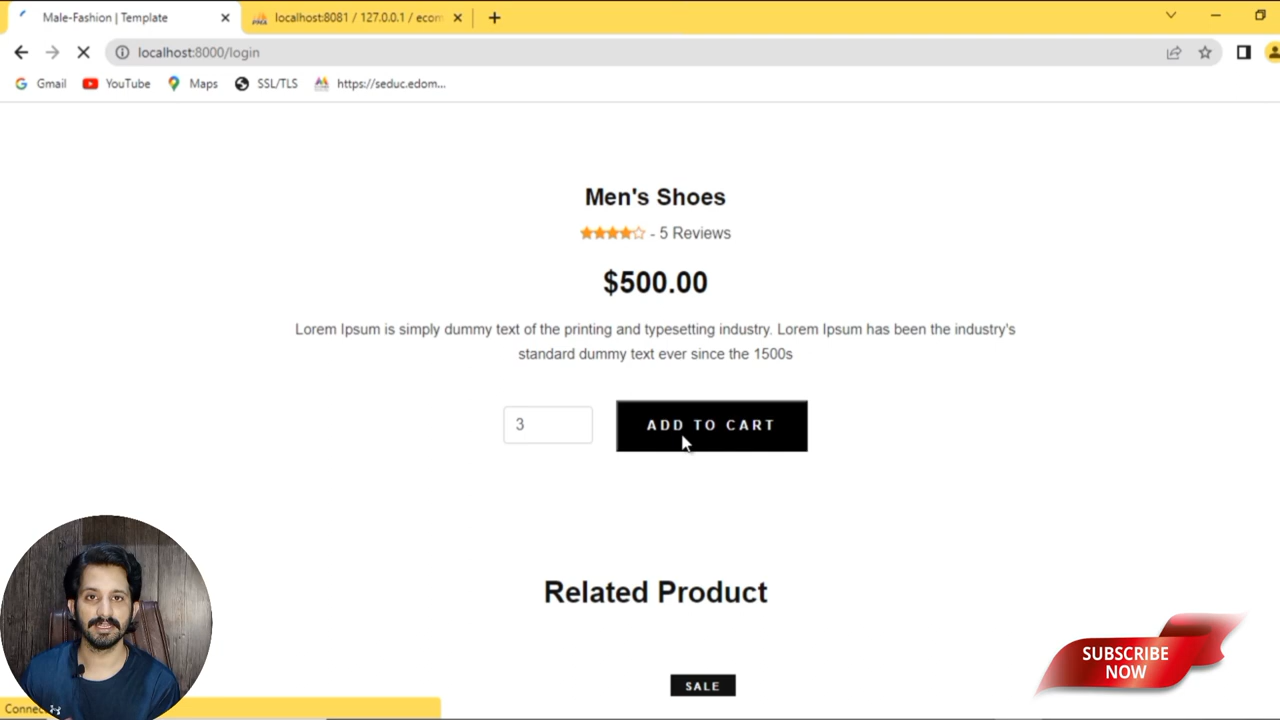 Male-Fashion | Template
localhost:8081 / 127.0.0.1 / ecom
localhost:8000/login
Gmail
YouTube
Maps
SSL/TLS
https://seduc.edom...
Men's Shoes
- 5 Reviews
$500.00
Lorem Ipsum is simply dummy text of the printing and typesetting industry. Lorem Ipsum has been the industry's
standard dummy text ever since the 1500s
3
ADD TO CART
Related Product
SALE
SUBSCRIBE
NOW